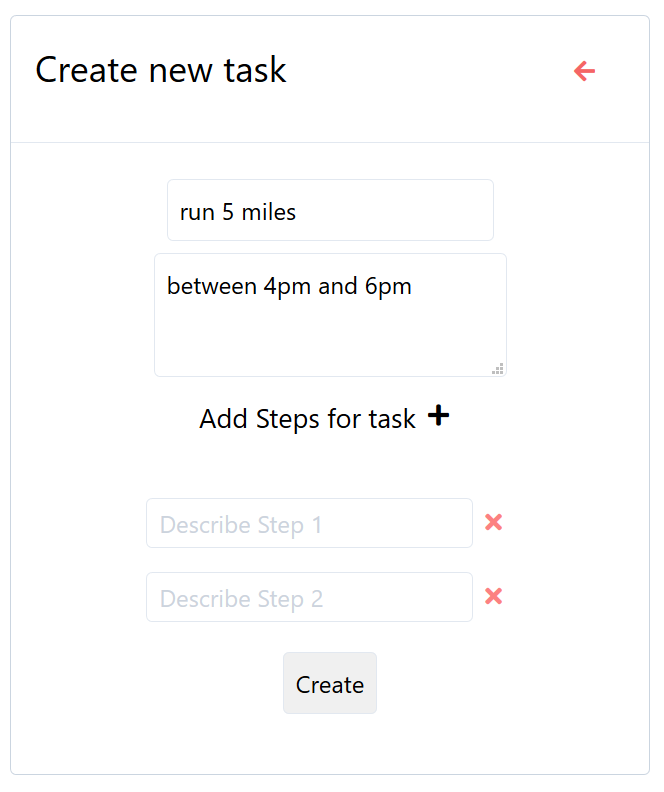 Create new task
run 5 miles
between 4pm and 6pm
Add Steps for task
Describe Step 1
Describe Step 2
Create